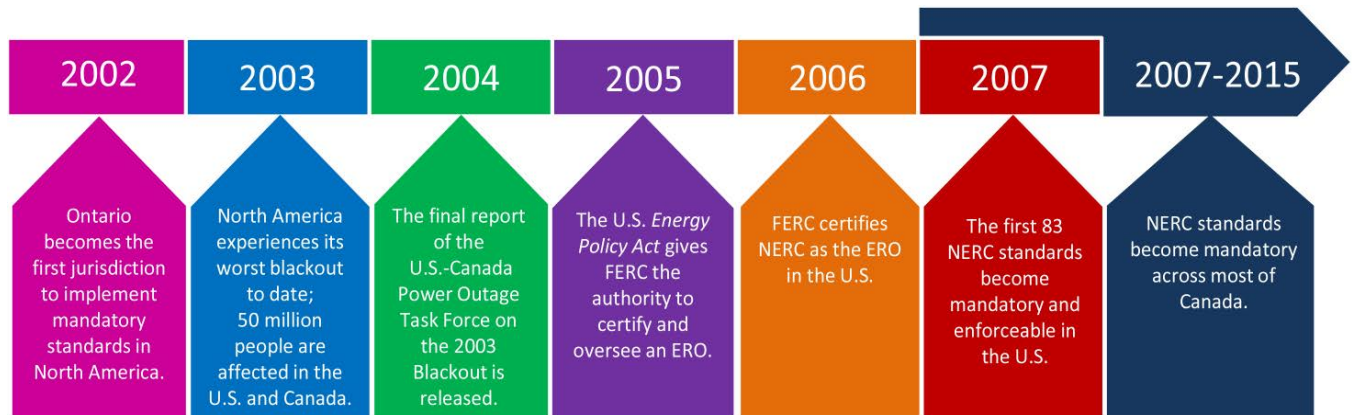 2002
2003
2004
2005
2006
2007
2007-2015
Ontario
becomes the
first jurisdiction
to implement
mandatory
standards in
North America.
North America
experiences its
worst blackout
to date;
50 million
people are
affected in the
U.S. and Canada.
The final report
of the
U.S.-Canada
Power Outage
Task Force on
the 2003
Blackout is
released.
The U.S. Energy
Policy Act gives
FERC the
authority to
certify and
oversee an ERO.
FERC certifies
NERC as the ERO
in the U.S.
The first 83
NERC standards
become
mandatory and
enforceable in
the U.S.
NERC standards
become mandatory
across most of
Canada.